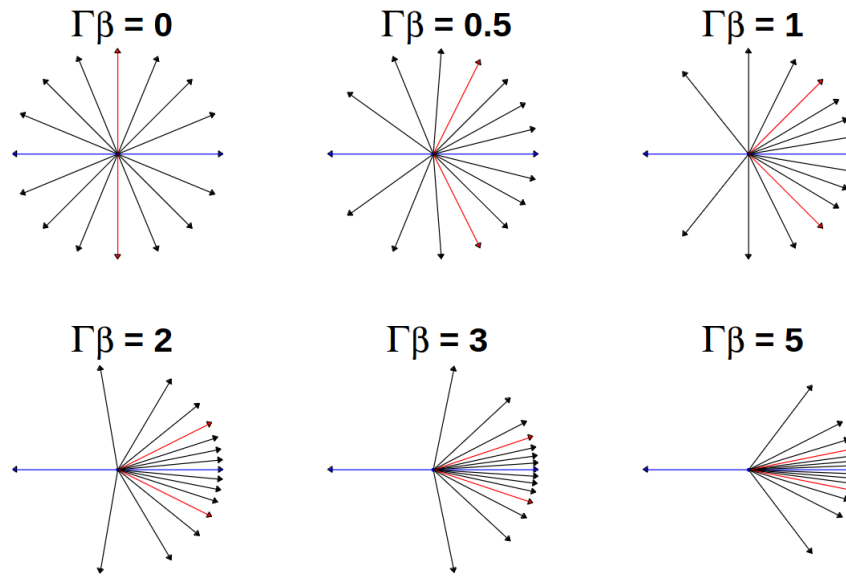 Γβ = 0
Γβ = 0.5
Γβ = 1
Γβ = 2
Γβ = 3
Γβ = 5